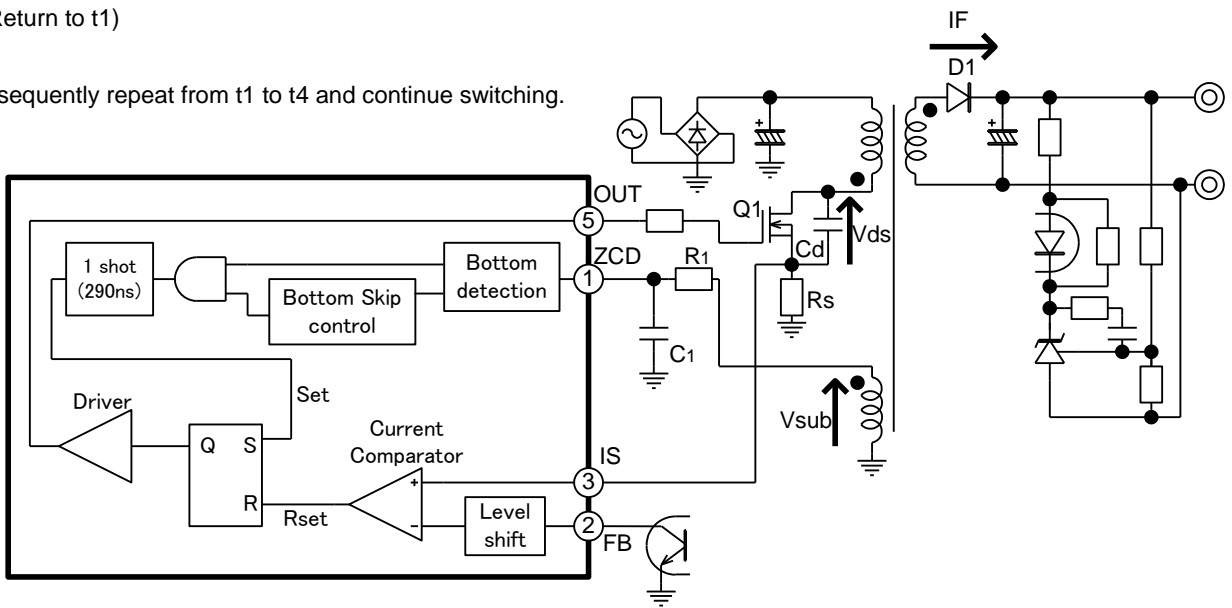 Return to t1)
sequently repeat from t1 to t4 and continue switching.
IF
D1
OUT
5
Q1
Vds
Cd
ZCD
1
R1
1 shot
(290ns)
Bottom
detection
Bottom Skip
control
Rs
C1
Set
Driver
Vsub
Q
S
R
Current
Comparator
IS
3
Rset
Level
shift
2
FB
+
-
+
+